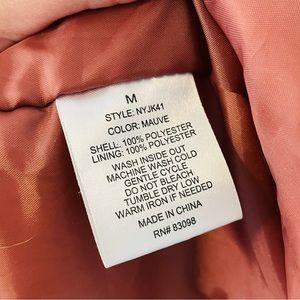 M
STYLE: NYJK41
COLOR: MAUVE
SHELL: 100% POLYESTER
LINING: 100% POLYESTER
WASH INSIDE OUT
MACHINE WASH COLD
GENTLE CYCLE
DO NOT BLEACH
TUMBLE DRY LOW
WARM IRON IF NEEDED
MADE IN CHINA
RN# 83098